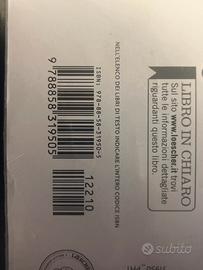 LIBRO IN CHIARO
Sul sito
www.loescher.it trovi
tutte le informazioni dettagliate
riguardanti questo libro.
NELL'ELENCO DEI LIBRI DI TESTO INDICARE L'INTERO CODICE ISBN
ISBN: 978-88-58-31950-5
9 788858 319505
12210
subito